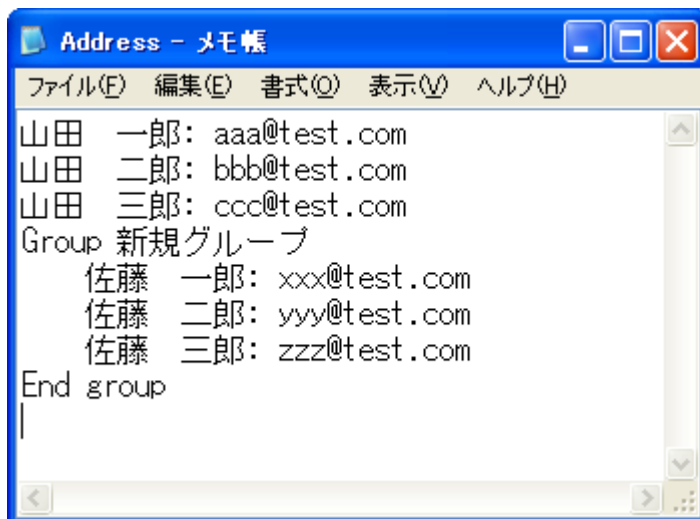 Address - メモ帳
ファイル(F) 編集(E) 書式(O) 表示(V) ヘルプ(H)
山田　一郎: aaa@test.com
山田　二郎: bbb@test.com
山田　三郎: ccc@test.com
Group 新規グループ
    佐藤　一郎: xxx@test.com
    佐藤　二郎: yyy@test.com
    佐藤　三郎: zzz@test.com
End group